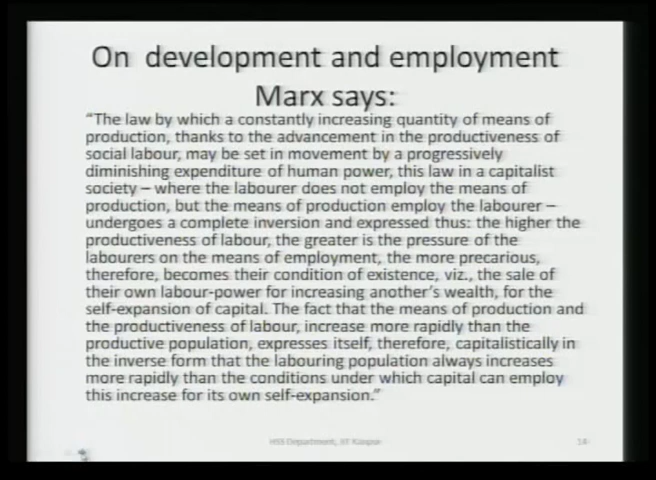 On development and employment
Marx says:
“The law by which a constantly increasing quantity of means of
production, thanks to the advancement in the productiveness of
social labour, may be set in movement by a progressively
diminishing expenditure of human power, this law in a capitalist
society – where the labourer does not employ the means of
production, but the means of production employ the labourer –
undergoes a complete inversion and expressed thus: the higher the
productiveness of labour, the greater is the pressure of the
labourers on the means of employment, the more precarious,
therefore, becomes their condition of existence, viz., the sale of
their own labour-power for increasing another’s wealth, for the
self-expansion of capital. The fact that the means of production and
the productiveness of labour, increase more rapidly than the
productive population, expresses itself, therefore, capitalistically in
the inverse form that the labouring population always increases
more rapidly than the conditions under which capital can employ
this increase for its own self-expansion.”
HSS Department, IIT Kanpur
14